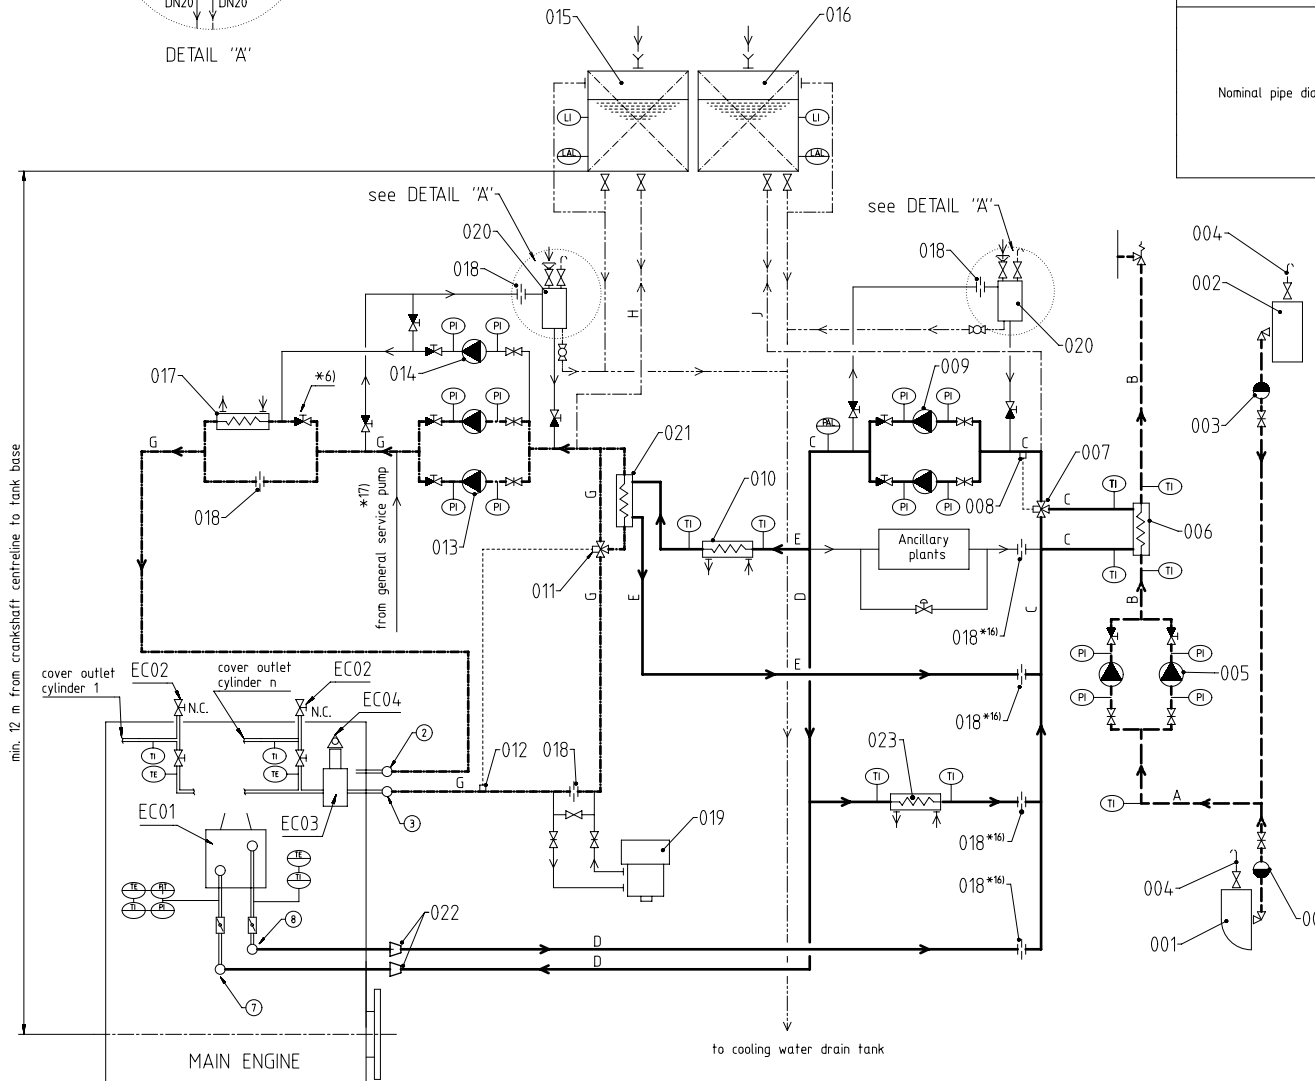 DN20 DN20
DETAIL "A"
015
016
Nominal pipe
LI
LI
LAL
LAL
see DETAIL "A"
see DETAIL "A"
020
018
018
020
004
002
H
J
PI PI
014
017
*6)
009
PI PI
PI PI
B
003
G
G
PAL
C
C
021
007
018
*17)
from general service pump
PI PI
013
G
010
TI TI
PI PI
008
C
TI TI
006
011
E
Ancillary
plants
C
TI TI
G
E
D
C
B
018*16)
min. 12 m from crankshaft centreline to tank base
cover outlet
cylinder 1
EC02
cover outlet
cylinder n
EC02
N.C.
N.C.
EC04
E
PI PI
005
PI PI
018*16)
TI
TE
TI
TE
2
012
018
G
3
023
TI TI
TI
A
EC01
EC03
019
018*16)
TE
TI
TE PT
TI PI
018*16)
004
001
8
022
D
D
7
MAIN ENGINE
to cooling water drain tank